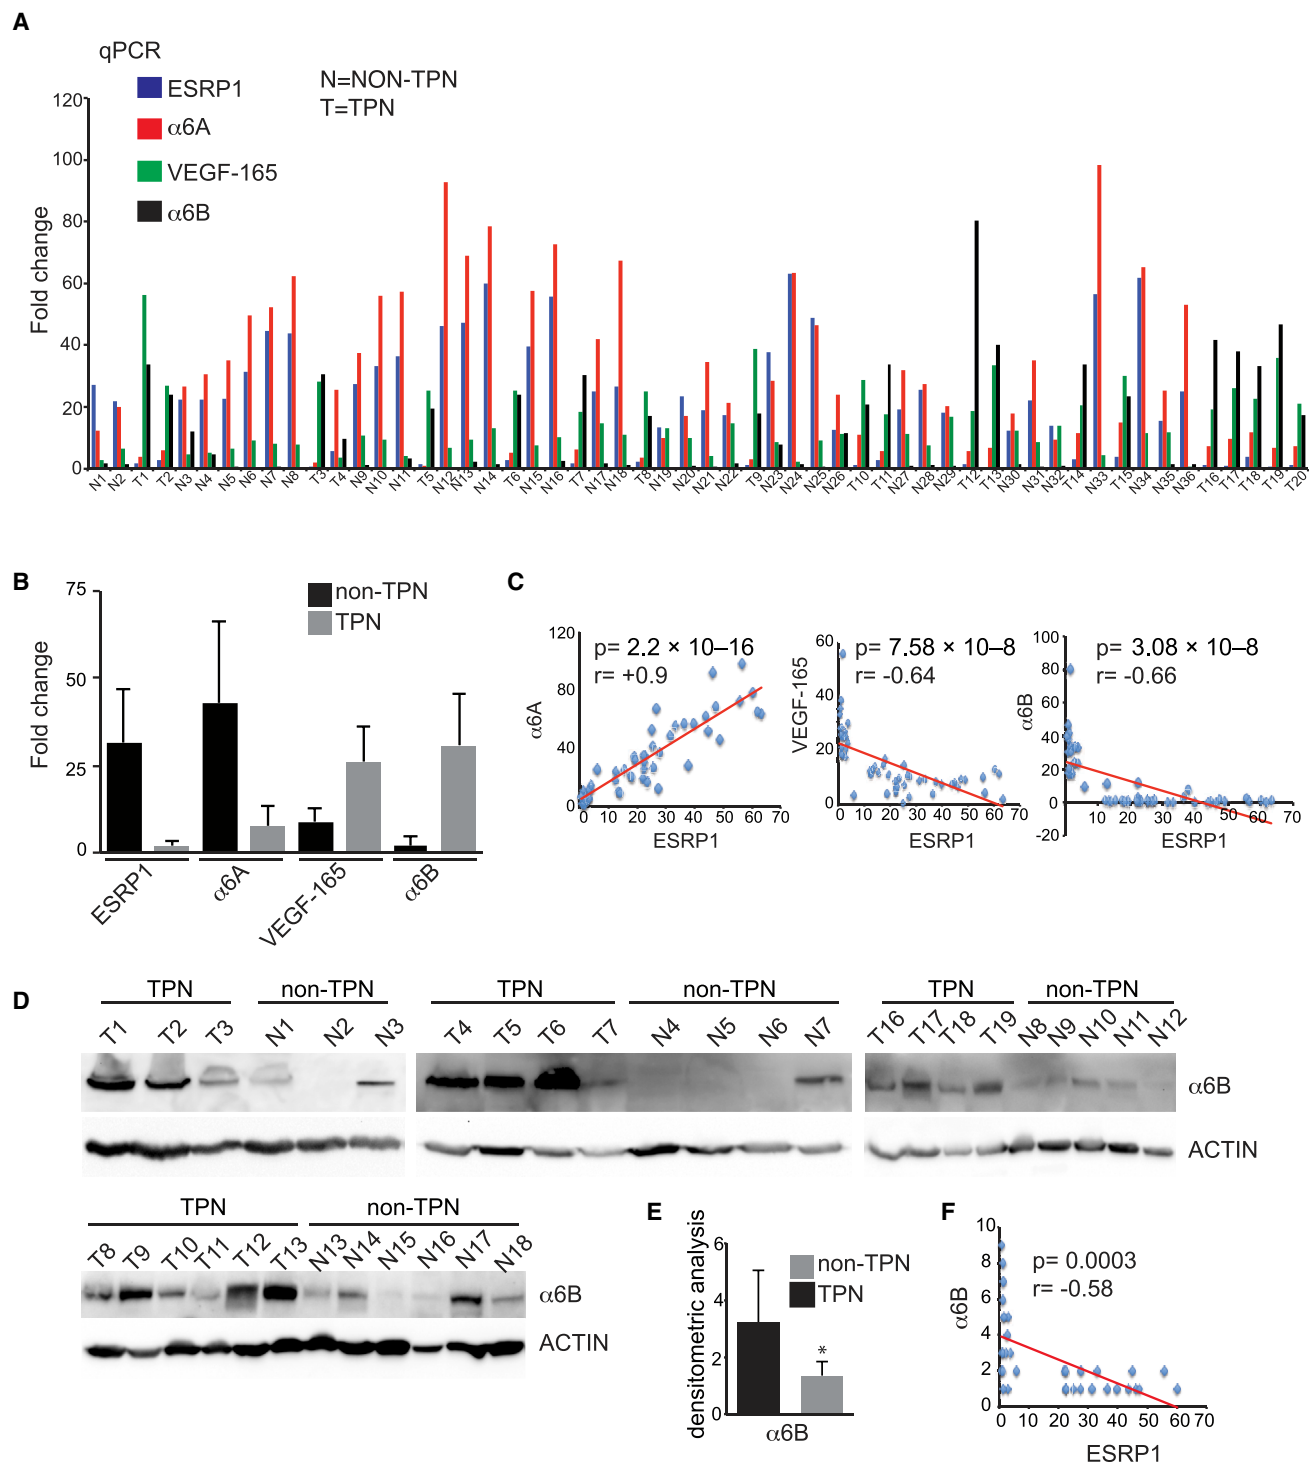 A
qPCR
ESRP1
α6A
VEGF-165
α6B
N=NON-TPN
T=TPN
Fold change
120
100
80
60
40
20
0
N1 N2 T1 T2 N3 N4 N5 N6 N7 N8 T3 T4 N9 N10 N11 T5 N12 N13 N14 T6 N15 N16 T7 N17 N18 T8 N19 N20 N21 N22 T9 N23 N24 N25 N26 T10 T11 N27 N28 N29 T12 T13 N30 N31 N32 T14 N33 T15 N34 N35 N36 T16 T17 T18 T19 T20
B
Fold change
75
50
25
0
non-TPN
TPN
ESRP1 α6A VEGF-165 α6B
C
α6A
120
80
40
0
p= 2.2 × 10–16
r= +0.9
0 10 20 30 40 50 60 70
ESRP1
VEGF-165
60
40
20
0
p= 7.58 × 10–8
r= -0.64
0 10 20 30 40 50 60 70
ESRP1
α6B
100
80
60
40
20
0
-20
p= 3.08 × 10–8
r= -0.66
10 20 30 40 50 60 70
ESRP1
D
TPN non-TPN
T1 T2 T3 N1 N2 N3
TPN non-TPN
T4 T5 T6 T7 N4 N5 N6 N7
TPN non-TPN
T16 T17 T18 T19 N8 N9 N10 N11 N12
α6B
ACTIN
TPN non-TPN
T8 T9 T10 T11 T12 T13 N13 N14 N15 N16 N17 N18
α6B
ACTIN
E
densitometric analysis
6
4
2
0
non-TPN
TPN
*
α6B
F
α6B
10
8
6
4
2
0
p= 0.0003
r= -0.58
0 10 20 30 40 50 60 70
ESRP1